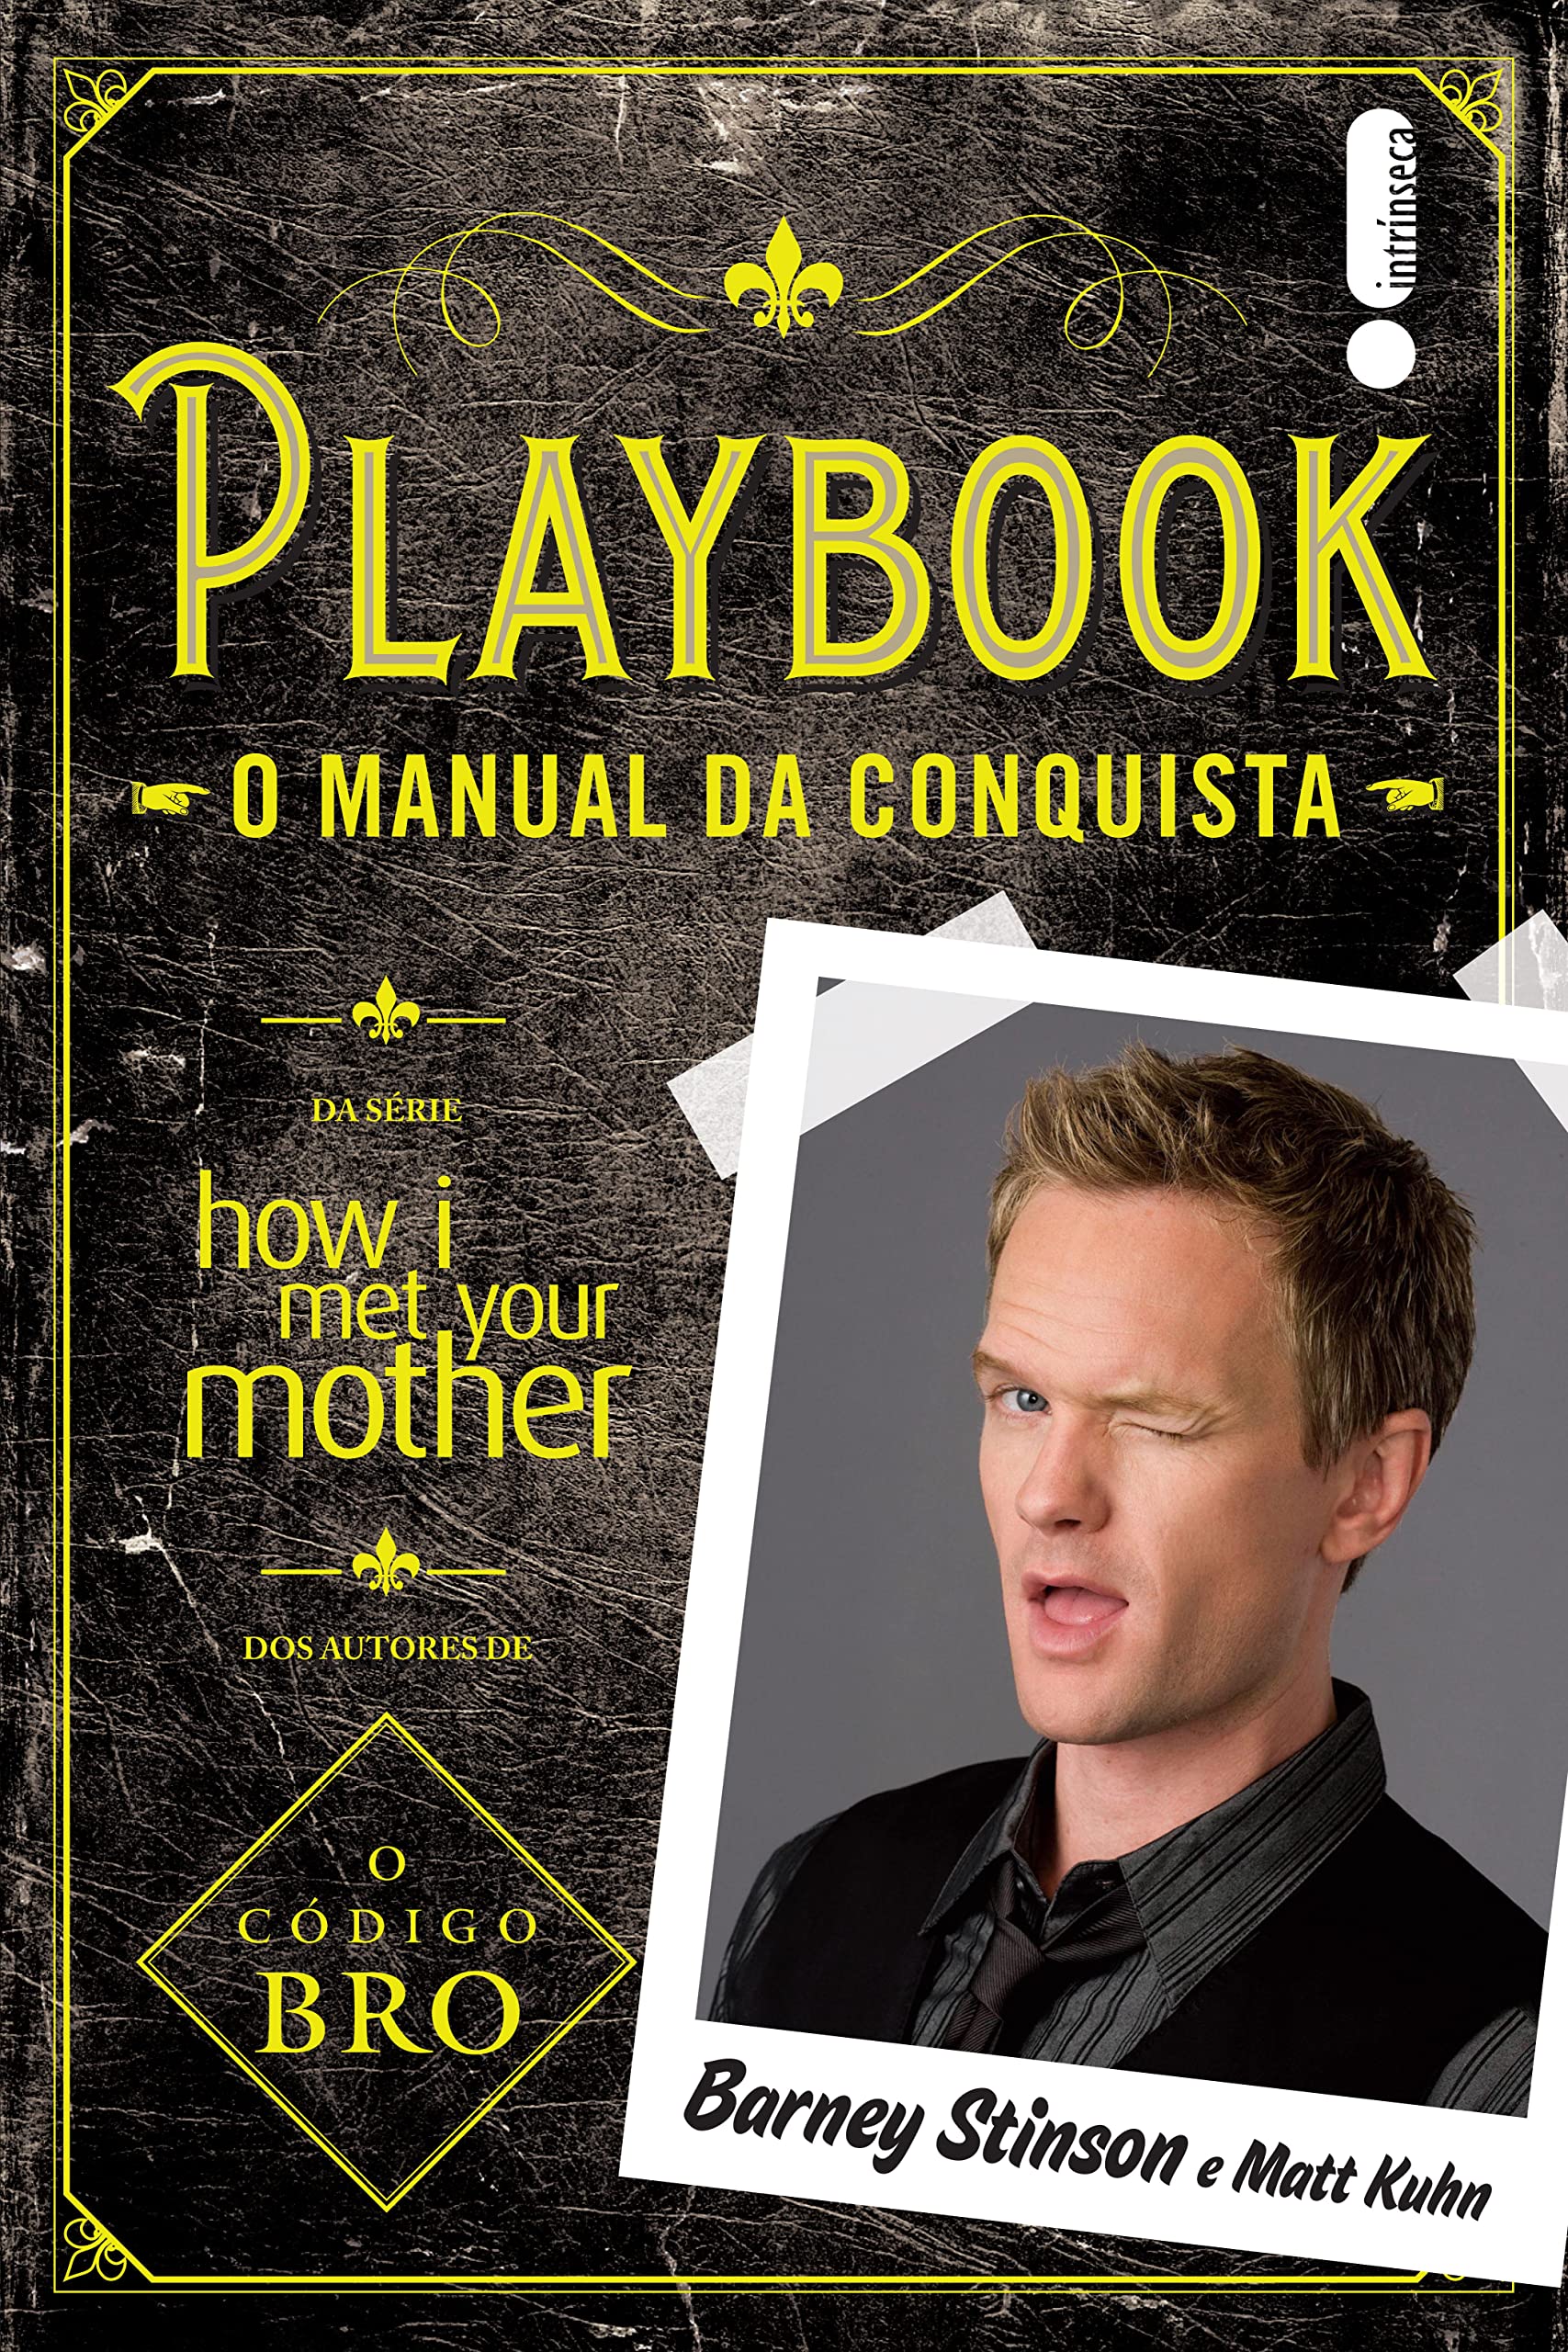 intrínseca
PLAYBOOK
O MANUAL DA CONQUISTA
DA SÉRIE
how i
met your
mother
DOS AUTORES DE
O
CÓDIGO
BRO
Barney Stinson e Matt Kuhn